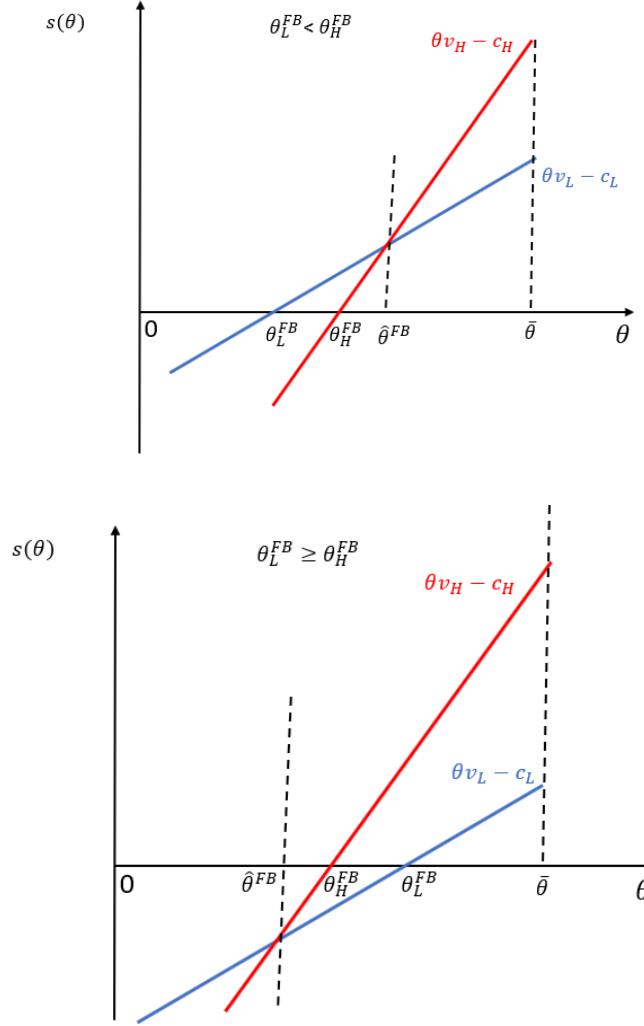 s(θ)
θ_L^{FB} < θ_H^{FB}
θv_H − c_H
θv_L − c_L
0
θ_L^{FB} θ_H^{FB} θ̂^{FB} θ̄ θ
s(θ)
θ_L^{FB} ≥ θ_H^{FB}
θv_H − c_H
θv_L − c_L
0 θ̂^{FB} θ_H^{FB} θ_L^{FB} θ̄ θ